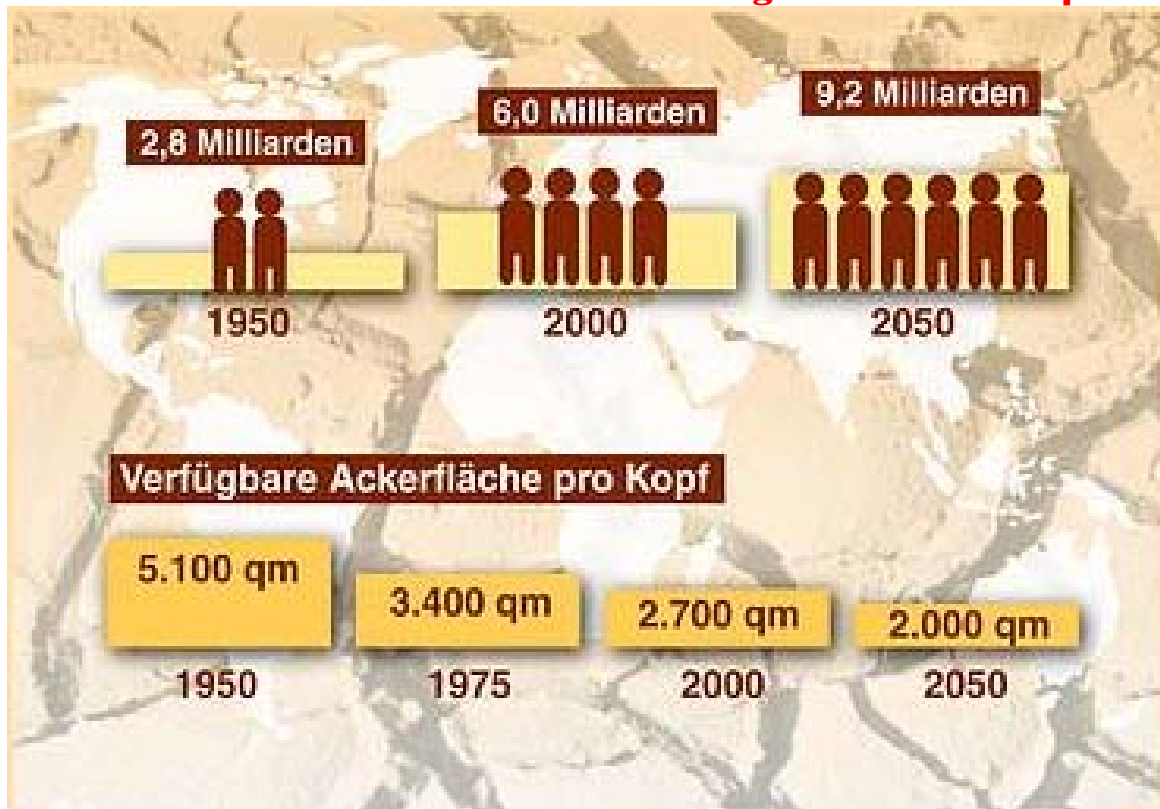 2,8 Milliarden
6,0 Milliarden
9,2 Milliarden
1950
2000
2050
Verfügbare Ackerfläche pro Kopf
5.100 qm
3.400 qm
2.700 qm
2.000 qm
1950
1975
2000
2050